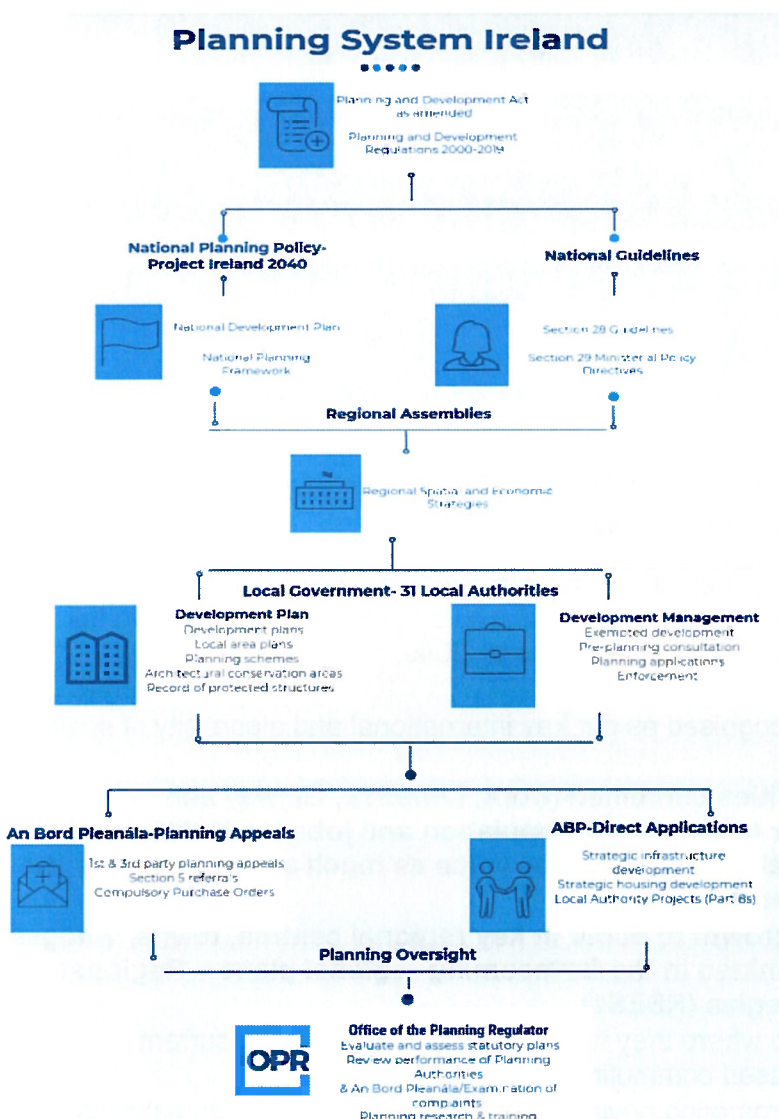 Planning System Ireland
Planning and Development Act
as amended
Planning and Development
Regulations 2000-2019
National Planning Policy-
Project Ireland 2040
National Guidelines
National Development Plan
National Planning
Framework
Section 28 Guidelines
Section 29 Ministerial Policy
Directives
Regional Assemblies
Regional Spatial and Economic
Strategies
Local Government- 31 Local Authorities
Development Plan
Development plans
Local area plans
Planning schemes
Architectural conservation areas
Record of protected structures
Development Management
Exempted development
Pre-planning consultation
Planning applications
Enforcement
An Bord Pleanála-Planning Appeals
1st & 3rd party planning appeals
Section 5 referrals
Compulsory Purchase Orders
ABP-Direct Applications
Strategic infrastructure
development
Strategic housing development
Local Authority Projects (Part 8s)
Planning Oversight
OPR
Office of the Planning Regulator
Evaluate and assess statutory plans
Review performance of Planning
Authorities
& An Bord Pleanála/Examination of
complaints
Planning research & training